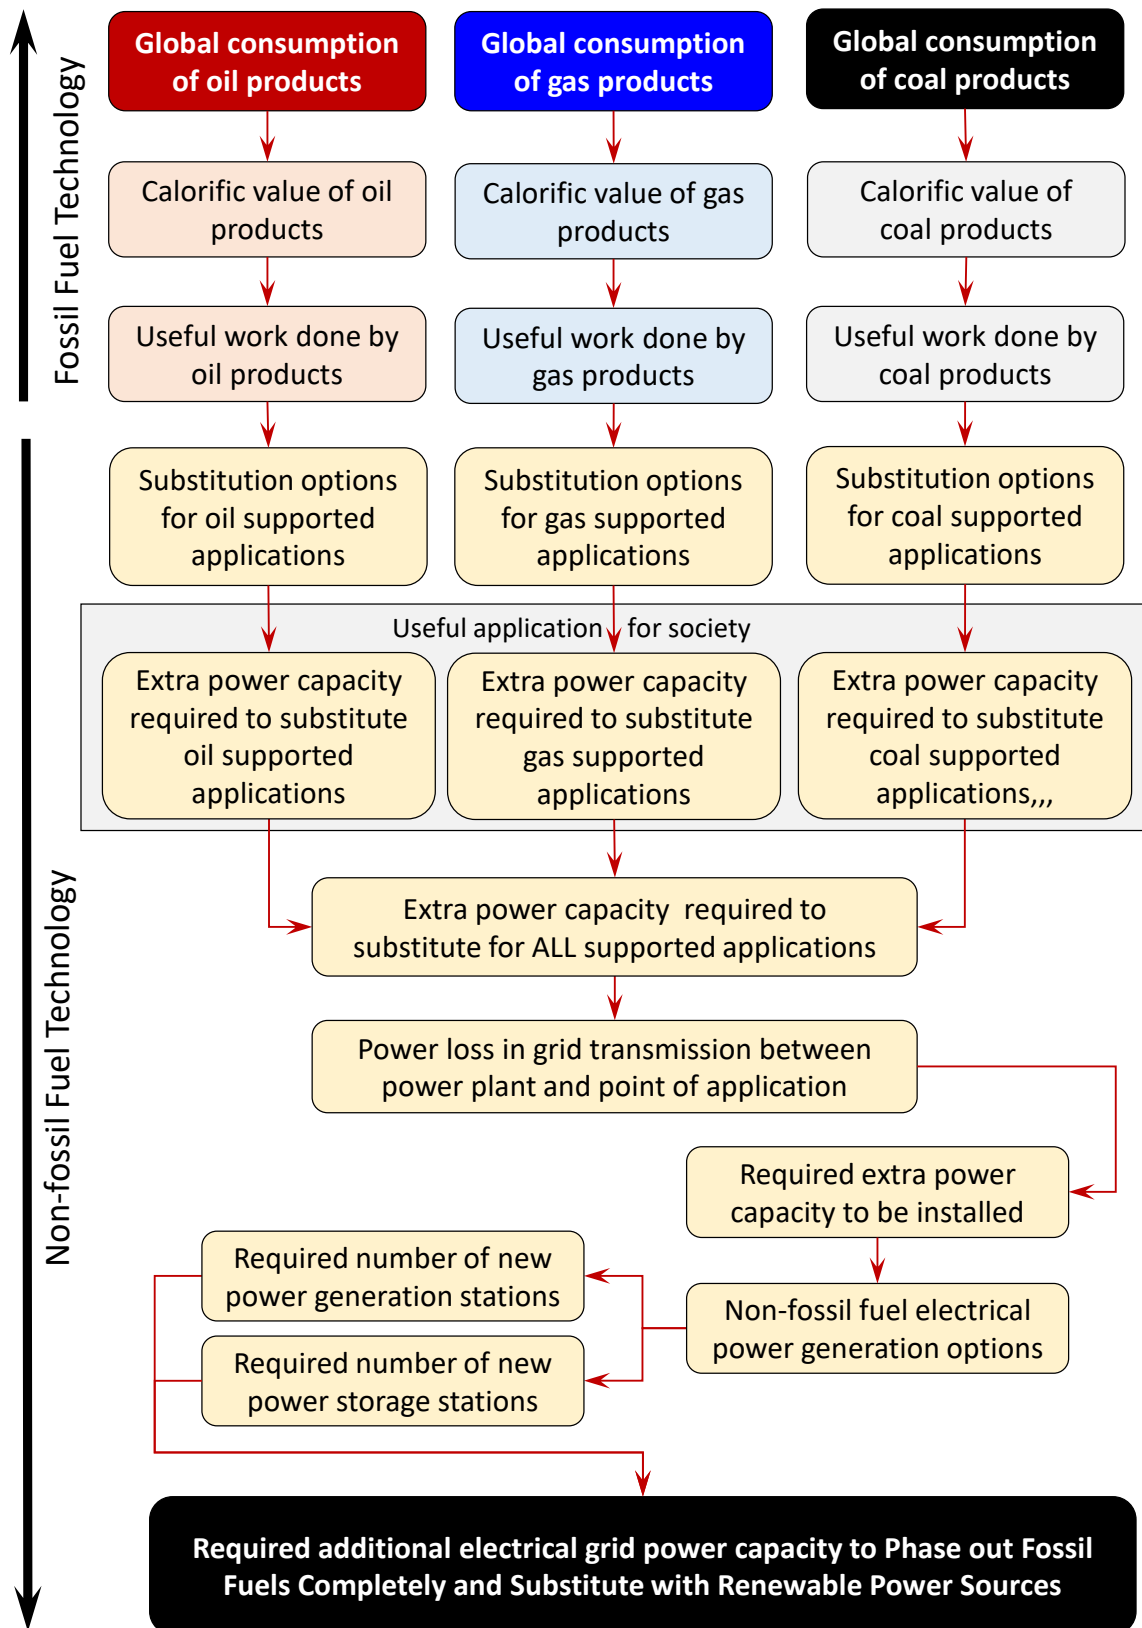 Fossil Fuel Technology
Global consumption
of oil products
Global consumption
of gas products
Global consumption
of coal products
Calorific value of oil
products
Calorific value of gas
products
Calorific value of
coal products
Useful work done by
oil products
Useful work done by
gas products
Useful work done by
coal products
Non-fossil Fuel Technology
Substitution options
for oil supported
applications
Substitution options
for gas supported
applications
Substitution options
for coal supported
applications
Useful application for society
Extra power capacity
required to substitute
oil supported
applications
Extra power capacity
required to substitute
gas supported
applications
Extra power capacity
required to substitute
coal supported
applications,,,
Extra power capacity  required to
substitute for ALL supported applications
Power loss in grid transmission between
power plant and point of application
Required extra power
capacity to be installed
Non-fossil fuel electrical
power generation options
Required number of new
power generation stations
Required number of new
power storage stations
Required additional electrical grid power capacity to Phase out Fossil
Fuels Completely and Substitute with Renewable Power Sources